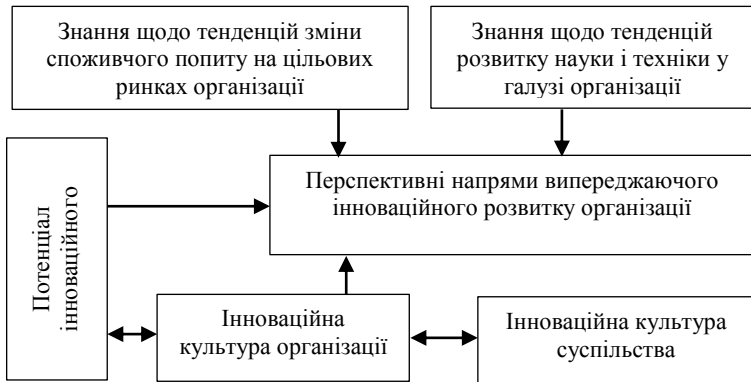 Знання щодо тенденцій зміни
споживчого попиту на цільових
ринках організації
Знання щодо тенденцій
розвитку науки і техніки у
галузі організації
Потенціал
інноваційного
Перспективні напрями випереджаючого
інноваційного розвитку організації
Інноваційна
культура організації
Інноваційна культура
суспільства